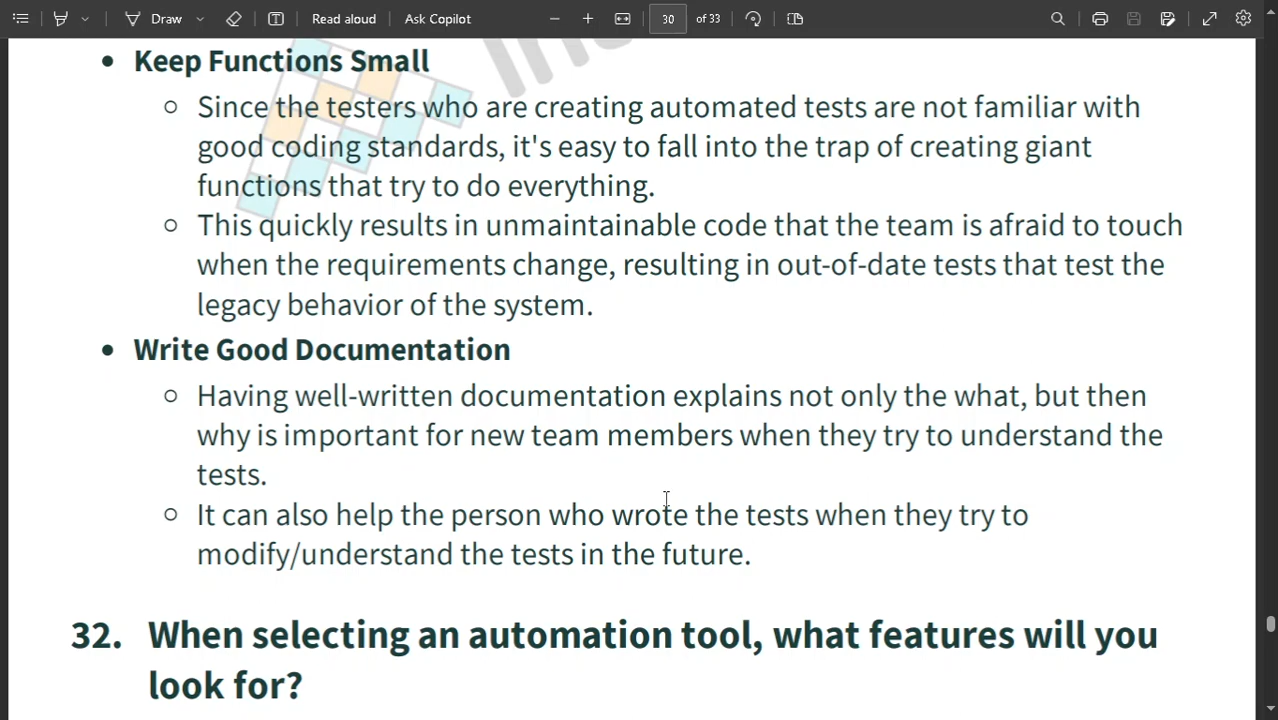 Draw
Read aloud
Ask Copilot
30
of 33
Keep Functions Small
Since the testers who are creating automated tests are not familiar with
good coding standards, it's easy to fall into the trap of creating giant
functions that try to do everything.
This quickly results in unmaintainable code that the team is afraid to touch
when the requirements change, resulting in out-of-date tests that test the
legacy behavior of the system.
Write Good Documentation
Having well-written documentation explains not only the what, but then
why is important for new team members when they try to understand the
tests.
It can also help the person who wrote the tests when they try to
modify/understand the tests in the future.
32. When selecting an automation tool, what features will you
look for?